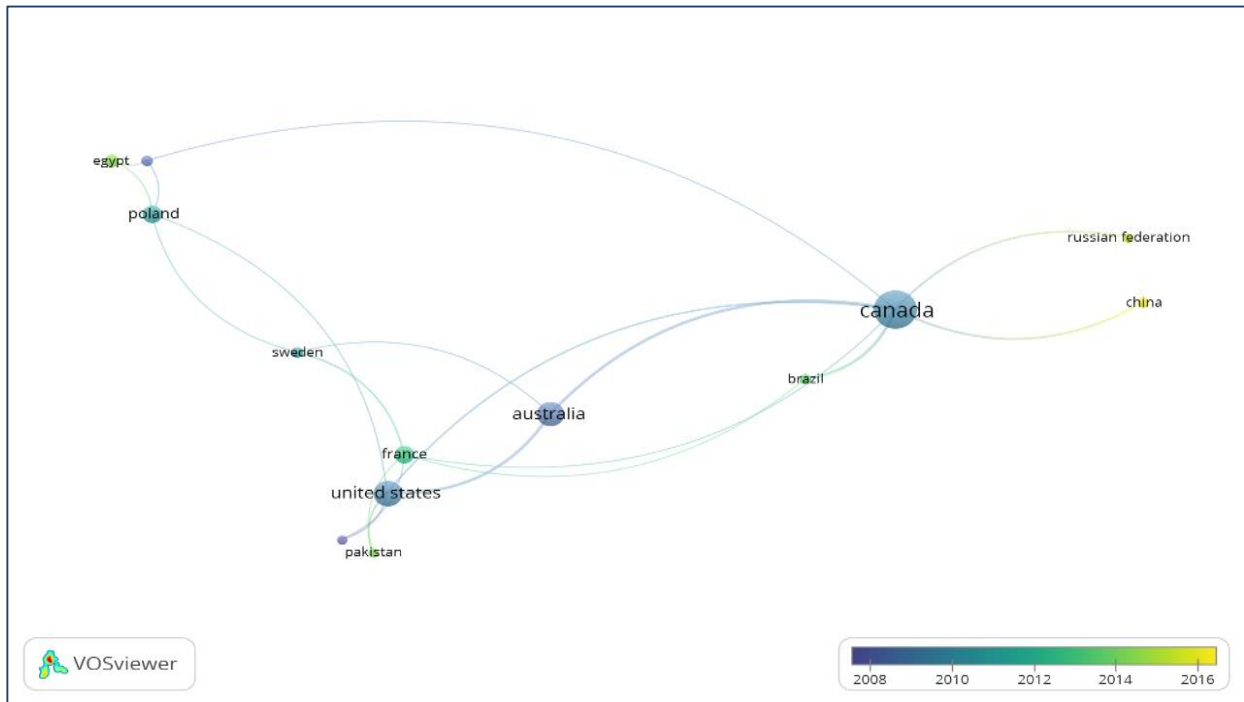 egypt
poland
russian federation
china
canada
sweden
brazil
australia
france
united states
pakistan
VOSviewer
2008 2010 2012 2014 2016